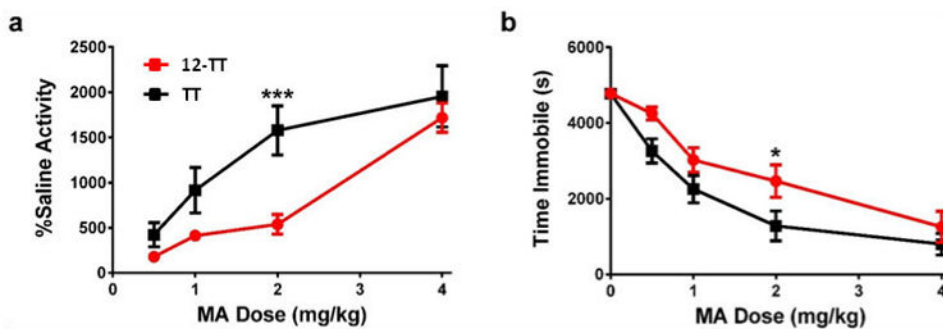 a
b
2500
2000
1500
1000
500
0
%Saline Activity
12-TT
TT
***
0 1 2 3 4
MA Dose (mg/kg)
6000
4000
2000
0
Time Immobile (s)
*
0 1 2 3 4
MA Dose (mg/kg)